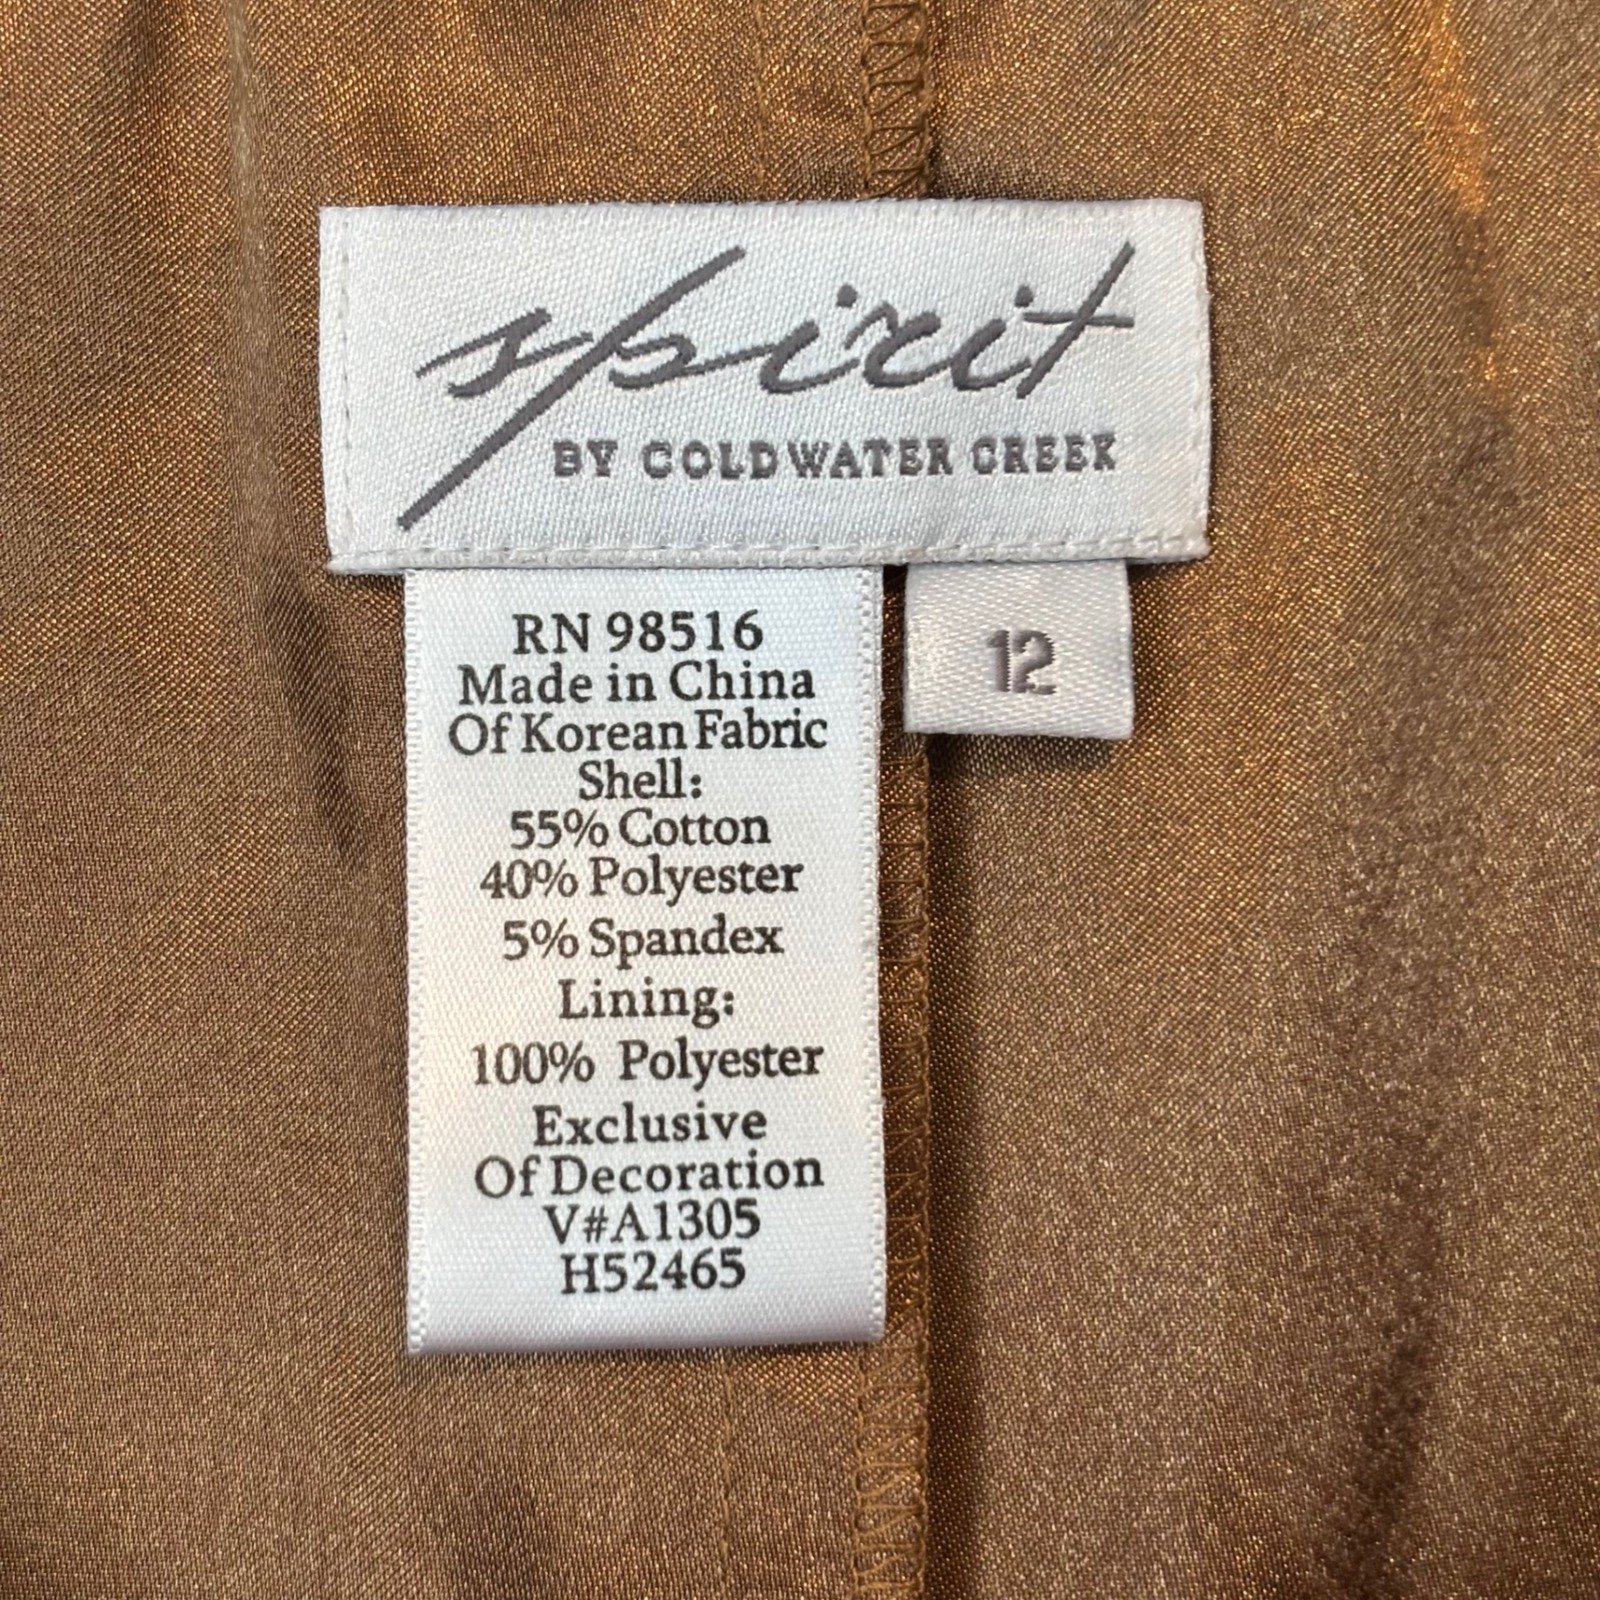 spirit
BY COLDWATER CREEK
12
RN 98516
Made in China
Of Korean Fabric
Shell:
55% Cotton
40% Polyester
5% Spandex
Lining:
100% Polyester
Exclusive
Of Decoration
V#A1305
H52465